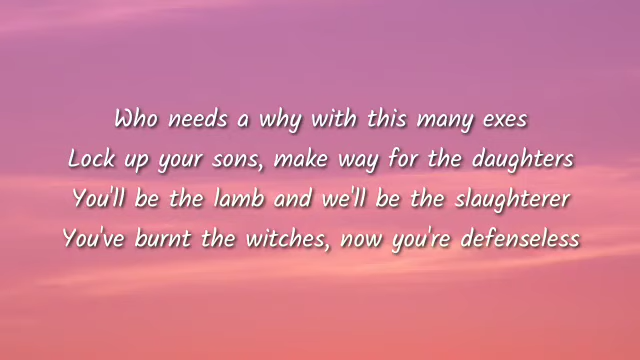 Who needs a why with this many exes
Lock up your sons, make way for the daughters
You'll be the lamb and we'll be the slaughterer
You've burnt the witches, now you're defenseless